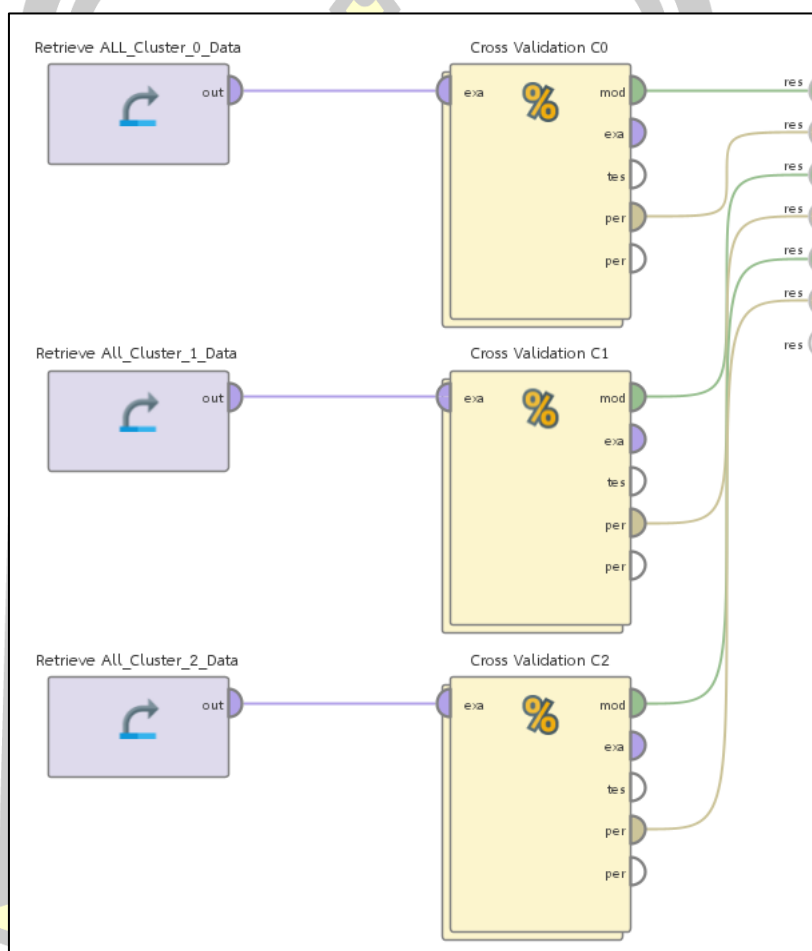 Retrieve ALL_Cluster_0_Data
out
Cross Validation C0
exa
mod
exa
tes
per
per
Retrieve All_Cluster_1_Data
out
Cross Validation C1
exa
mod
exa
tes
per
per
Retrieve All_Cluster_2_Data
out
Cross Validation C2
exa
mod
exa
tes
per
per
res
res
res
res
res
res
res